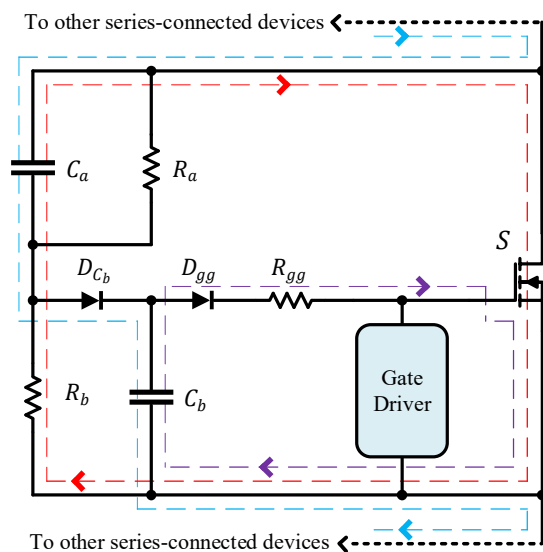 To other series-connected devices
C_a
R_a
S
D_{C_b}
D_{gg}
R_{gg}
R_b
C_b
Gate
Driver
To other series-connected devices